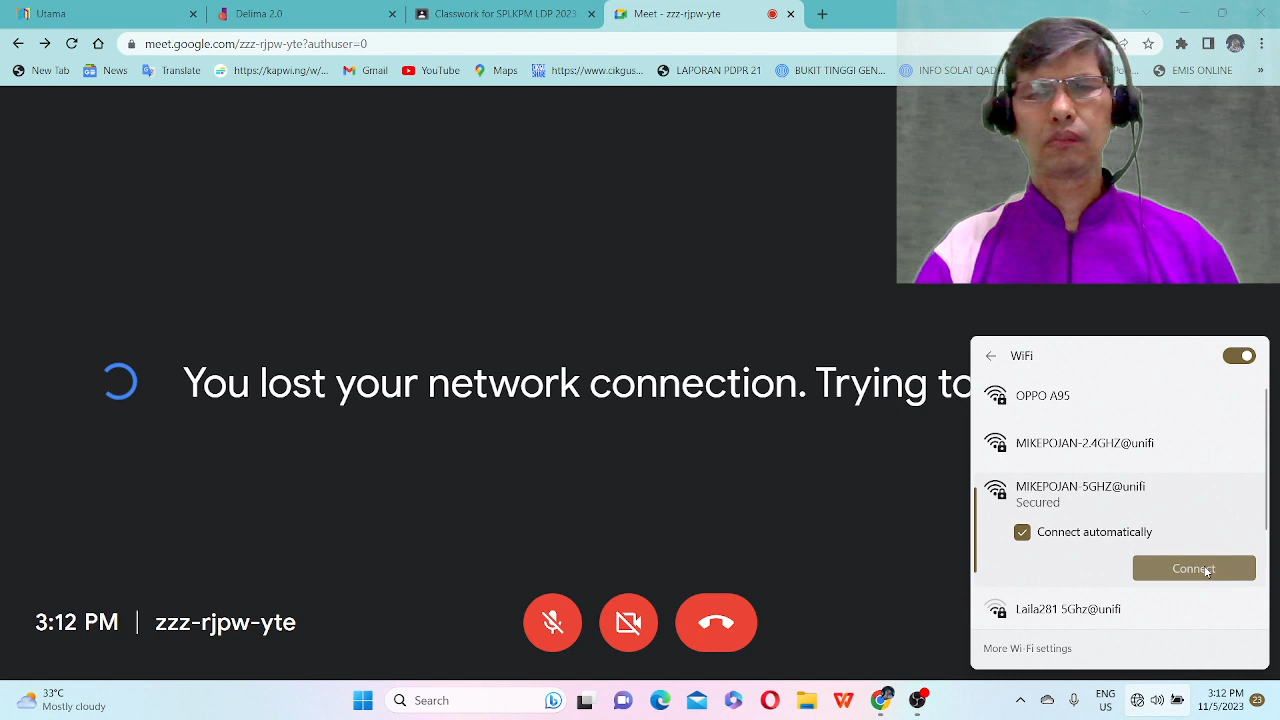 Utama
Delima 2.0
Classwork for SPLKPM LDP 2023
Meet - zzz-rjpw-yte
meet.google.com/zzz-rjpw-yte?authuser=0
New Tab
News
Translate
https://kapwing/w/...
Gmail
YouTube
Maps
https://www.cikgus...
LAPORAN PDPR 21
BUKIT TINGGI GEN...
INFO SOLAT QADH
EMIS ONLINE
»
You lost your network connection. Trying to
WiFi
OPPO A95
MIKEPOJAN-2.4GHZ@unifi
MIKEPOJAN-5GHZ@unifi
Secured
Connect automatically
Connect
Laila281 5Ghz@unifi
More Wi-Fi settings
3:12 PM | zzz-rjpw-yte
33°C
Mostly cloudy
Search
ENG
US
3:12 PM
11/5/2023
23